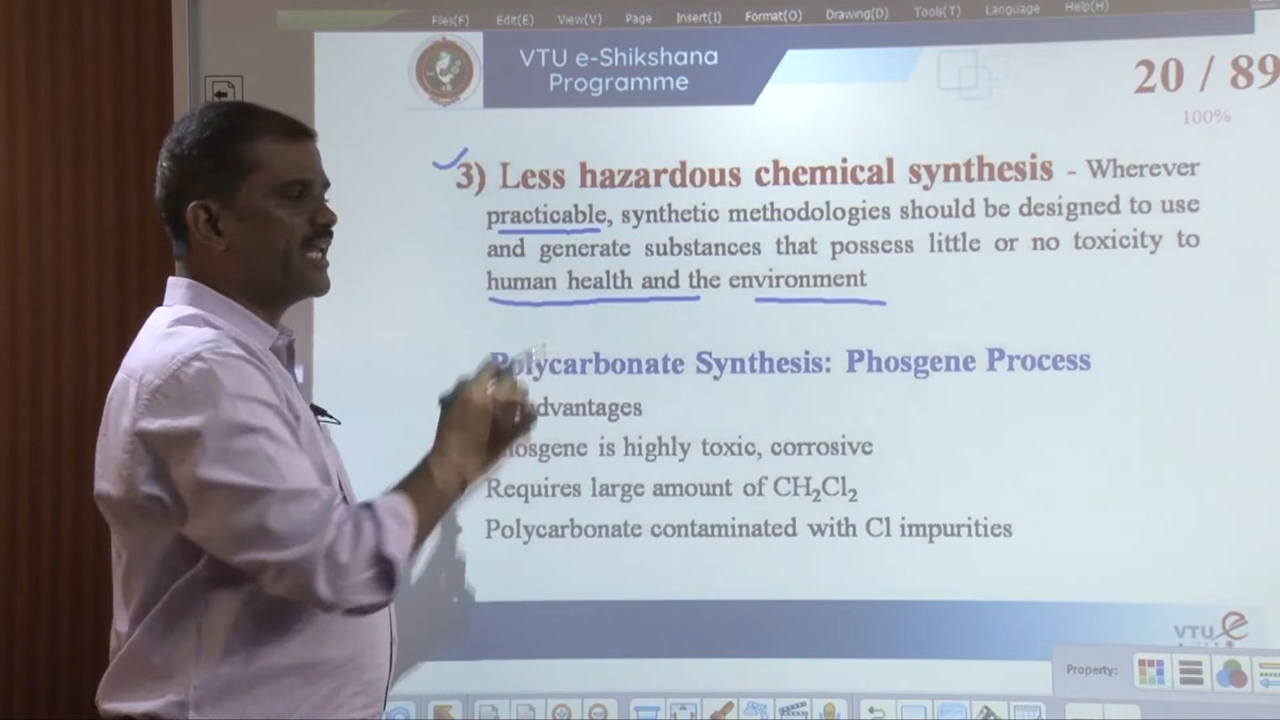 Files(F) Edit(E) View(V) Page Insert(I) Format(O) Drawing(D) Tools(T) Language Help(H)
VTU e-Shikshana
Programme
20 / 89
100%
3) Less hazardous chemical synthesis - Wherever
practicable, synthetic methodologies should be designed to use
and generate substances that possess little or no toxicity to
human health and the environment
Polycarbonate Synthesis: Phosgene Process
advantages
hosgene is highly toxic, corrosive
Requires large amount of CH₂Cl₂
Polycarbonate contaminated with Cl impurities
VTU
Property: